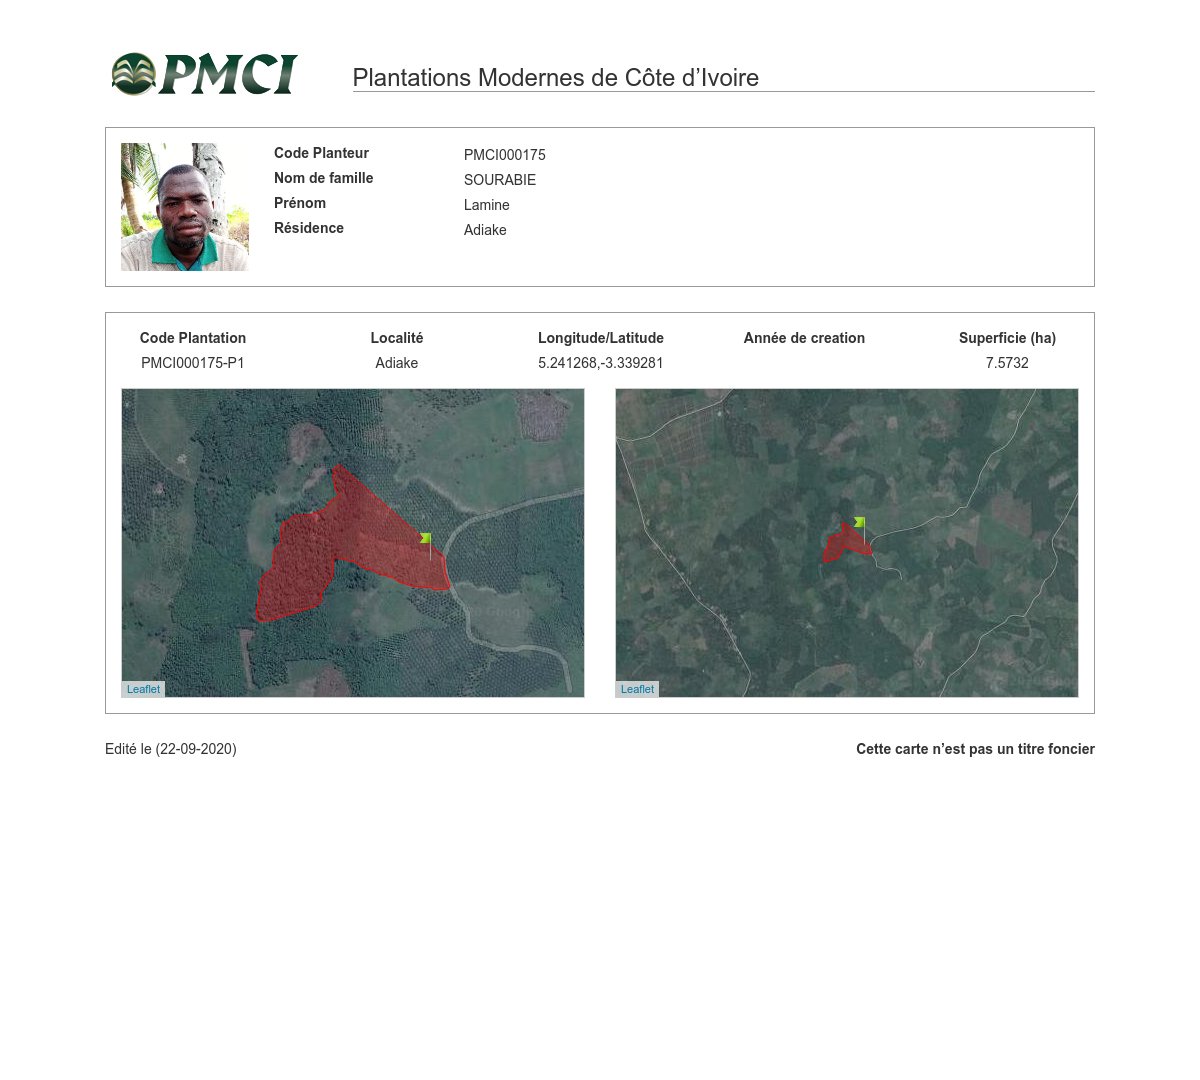 PMCI
Plantations Modernes de Côte d’Ivoire
Code Planteur PMCI000175
Nom de famille SOURABIE
Prénom Lamine
Résidence Adiake
Code Plantation Localité Longitude/Latitude Année de creation Superficie (ha)
PMCI000175-P1 Adiake 5.241268,-3.339281 7.5732
Leaflet Leaflet
Edité le (22-09-2020) Cette carte n’est pas un titre foncier